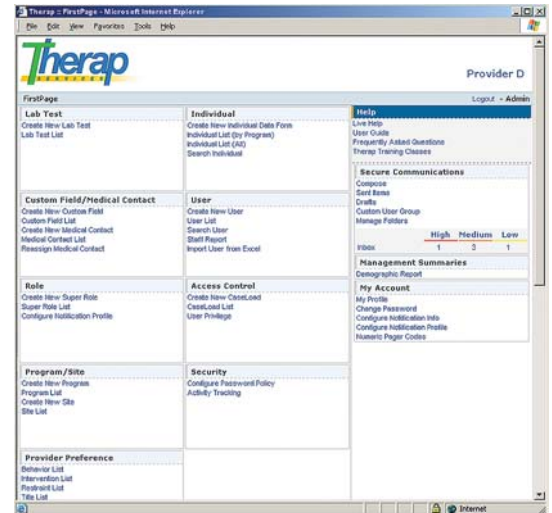 Therap :: FirstPage - Microsoft Internet Explorer
File Edit View Favorites Tools Help
Therap
SERVICES
Provider D
FirstPage
Logout - Admin
Lab Test
Create New Lab Test
Lab Test List
Individual
Create New Individual Data Form
Individual List (by Program)
Individual List (All)
Search Individual
Custom Field/Medical Contact
Create New Custom Field
Custom Field List
Create New Medical Contact
Medical Contact List
Reassign Medical Contact
User
Create New User
User List
Search User
Staff Report
Import User from Excel
Role
Create New Super Role
Super Role List
Configure Notification Profile
Access Control
Create New CaseLoad
CaseLoad List
User Privilege
Program/Site
Create New Program
Program List
Create New Site
Site List
Security
Configure Password Policy
Activity Tracking
Provider Preference
Behavior List
Intervention List
Restraint List
Title List
Help
Live Help
User Guide
Frequently Asked Questions
Therap Training Classes
Secure Communications
Compose
Sent Items
Drafts
Custom User Group
Manage Folders
High Medium Low
Inbox 1 3 1
Management Summaries
Demographic Report
My Account
My Profile
Change Password
Configure Notification Info
Configure Notification Profile
Numeric Pager Codes
Internet